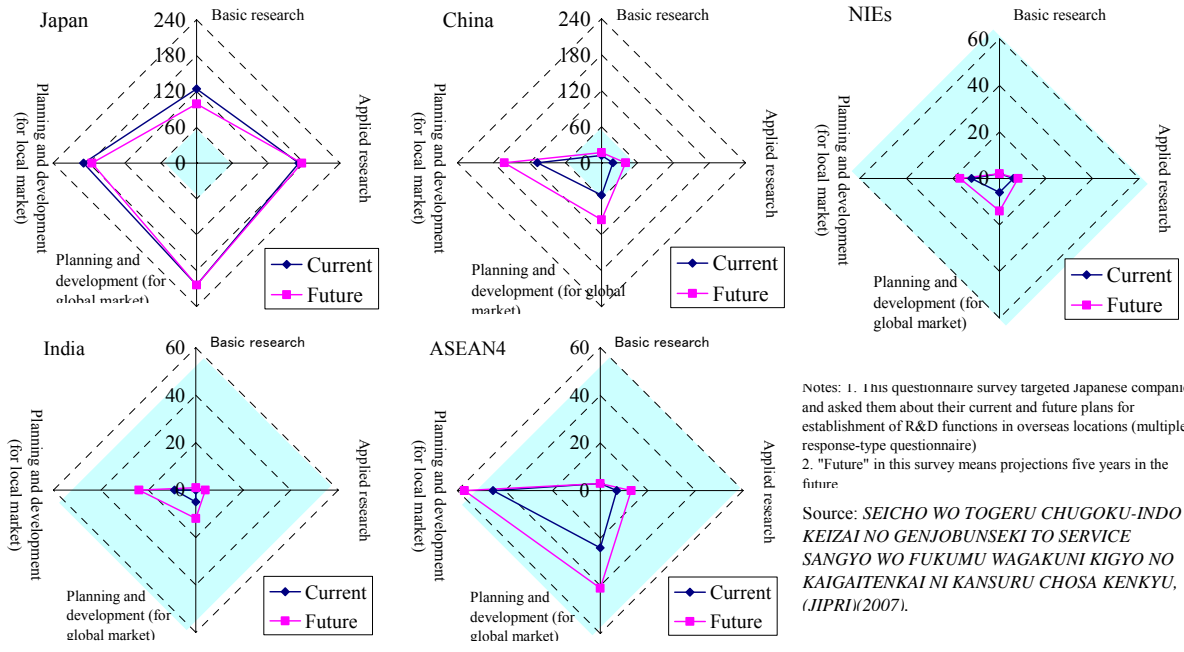 Japan
240
180
120
60
0
Basic research
Applied research
Planning and development
(for local market)
Planning and
development (for
global market)
Current
Future
China
240
180
120
60
0
Basic research
Applied research
Planning and development
(for local market)
Planning and
development (for global
market)
Current
Future
NIEs
60
40
20
0
Basic research
Applied research
Planning and development
(for local market)
Planning and
development (for
global market)
Current
Future
India
60
40
20
0
Basic research
Applied research
Planning and development
(for local market)
Planning and
development (for
global market)
Current
Future
ASEAN4
60
40
20
0
Basic research
Applied research
Planning and development
(for local market)
Planning and
development (for
global market)
Current
Future
Notes: 1. This questionnaire survey targeted Japanese compani
and asked them about their current and future plans for
establishment of R&D functions in overseas locations (multiple
response-type questionnaire)
2. "Future" in this survey means projections five years in the
future
Source: SEICHO WO TOGERU CHUGOKU-INDO
KEIZAI NO GENJOBUNSEKI TO SERVICE
SANGYO WO FUKUMU WAGAKUNI KIGYO NO
KAIGAITENKAI NI KANSURU CHOSA KENKYU,
(JIPRI)(2007).